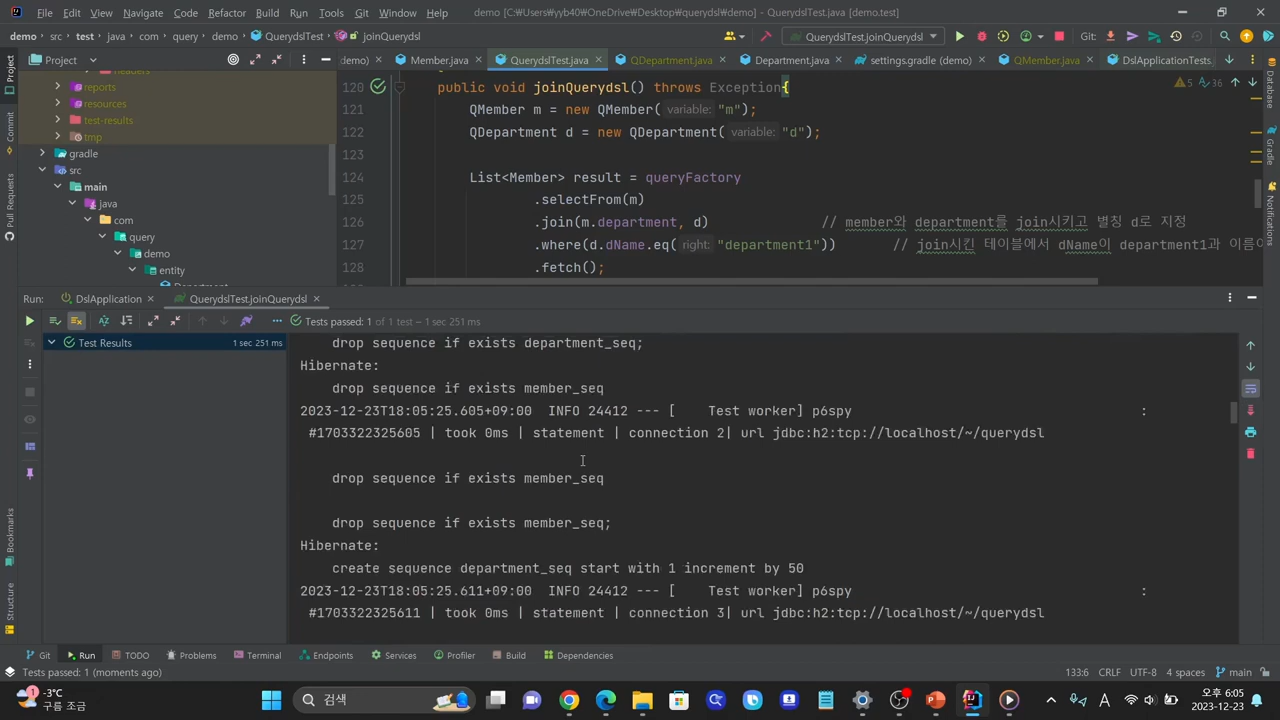 File Edit View Navigate Code Refactor Build Run Tools Git Window Help demo [C:₩Users₩yyb40₩OneDrive₩Desktop₩querydsl₩demo] - QuerydslTest.java [demo.test]
demo src test java com query demo QuerydslTest joinQuerydsl QuerydslTest.joinQuerydsl Git:
Project demo) Member.java QuerydslTest.java QDepartment.java Department.java settings.gradle (demo) QMember.java DslApplicationTests.
headers
reports
resources
test-results
tmp
gradle
src
main
java
com
query
demo
entity
Project
Commit
Pull Requests
Bookmarks
Structure
5 36
120 public void joinQuerydsl() throws Exception{
121 QMember m = new QMember( variable: "m");
122 QDepartment d = new QDepartment( variable: "d");
123
124 List<Member> result = queryFactory
125 .selectFrom(m)
126 .join(m.department, d) // member와 department를 join시키고 별칭 d로 지정
127 .where(d.dName.eq( right: "department1")) // join시킨 테이블에서 dName이 department1과 이름이
128 .fetch();
Database
Gradle
Notifications
Run: DslApplication QuerydslTest.joinQuerydsl
Tests passed: 1 of 1 test – 1 sec 251 ms
Test Results 1 sec 251 ms
drop sequence if exists department_seq;
Hibernate:
drop sequence if exists member_seq
2023-12-23T18:05:25.605+09:00 INFO 24412 --- [ Test worker] p6spy :
#1703322325605 | took 0ms | statement | connection 2| url jdbc:h2:tcp://localhost/~/querydsl
drop sequence if exists member_seq
drop sequence if exists member_seq;
Hibernate:
create sequence department_seq start with 1 increment by 50
2023-12-23T18:05:25.611+09:00 INFO 24412 --- [ Test worker] p6spy :
#1703322325611 | took 0ms | statement | connection 3| url jdbc:h2:tcp://localhost/~/querydsl
Git Run TODO Problems Terminal Endpoints Services Profiler Build Dependencies
Tests passed: 1 (moments ago) 133:6 CRLF UTF-8 4 spaces main
-3°C
구름 조금
1
검색
A
오후 6:05
2023-12-23